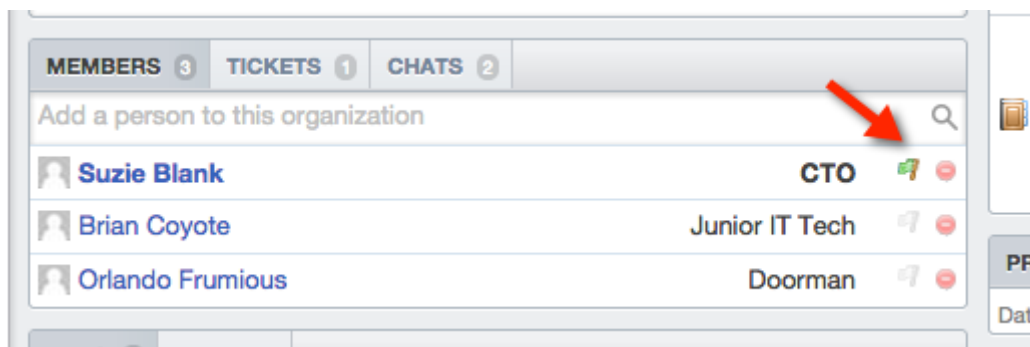 MEMBERS 3 TICKETS 1 CHATS 2
Add a person to this organization
Suzie Blank CTO
Brian Coyote Junior IT Tech
Orlando Frumious Doorman